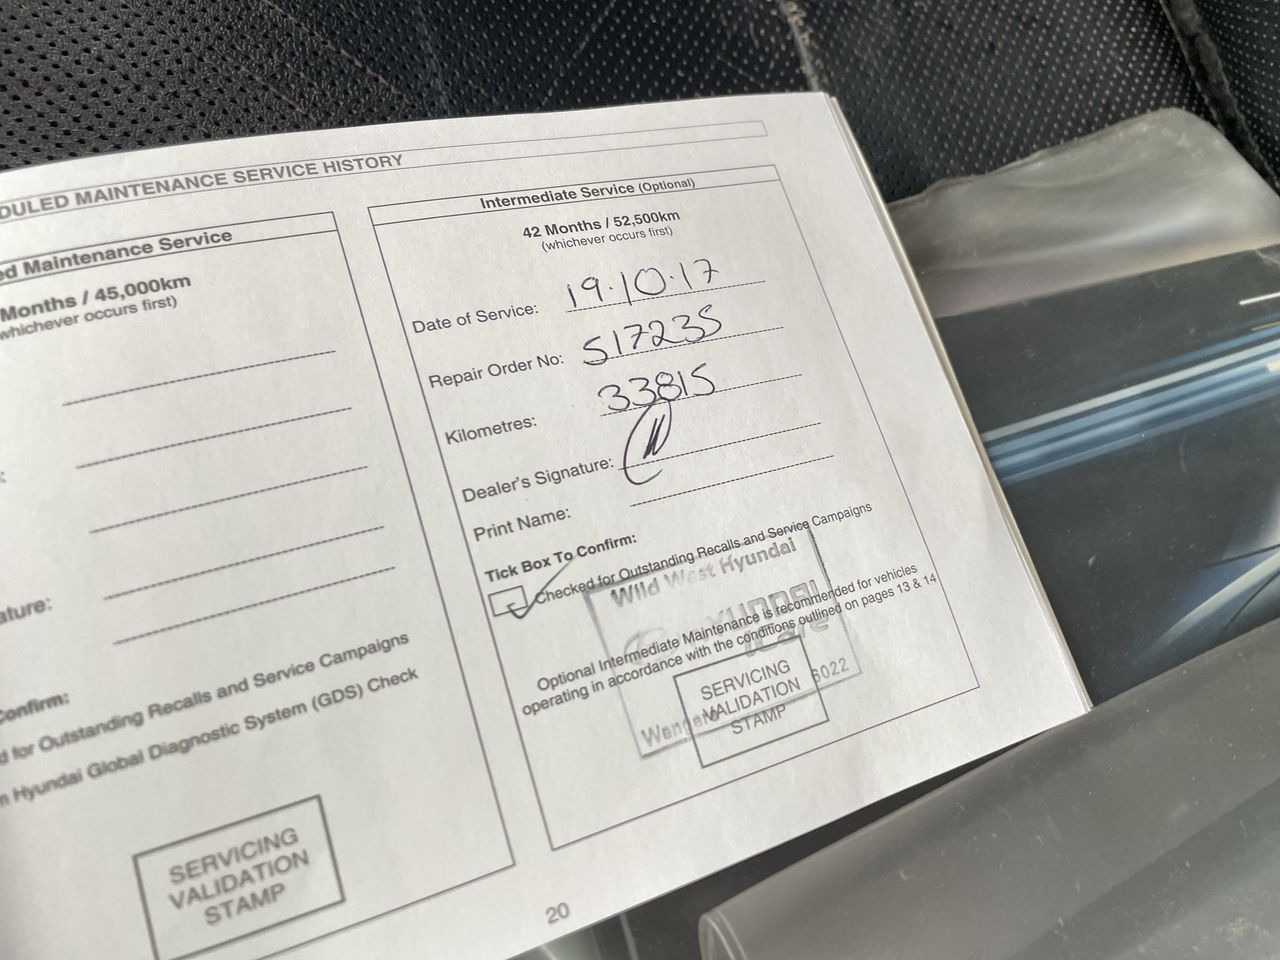 DULED MAINTENANCE SERVICE HISTORY
ed Maintenance Service
Months / 45,000km
whichever occurs first)
:
ature:
Confirm:
d for Outstanding Recalls and Service Campaigns
Hyundai Global Diagnostic System (GDS) Check
SERVICING
VALIDATION
STAMP
Intermediate Service (Optional)
42 Months / 52,500km
(whichever occurs first)
Date of Service: 19.10.17
Repair Order No: 517235
Kilometres: 33815
Dealer's Signature:
Print Name:
Tick Box To Confirm:
Checked for Outstanding Recalls and Service Campaigns
Wild West Hyundai
HYUNDAI
iCare
Optional Intermediate Maintenance is recommended for vehicles
operating in accordance with the conditions outlined on pages 13 & 14
6022
SERVICING
VALIDATION
STAMP
20